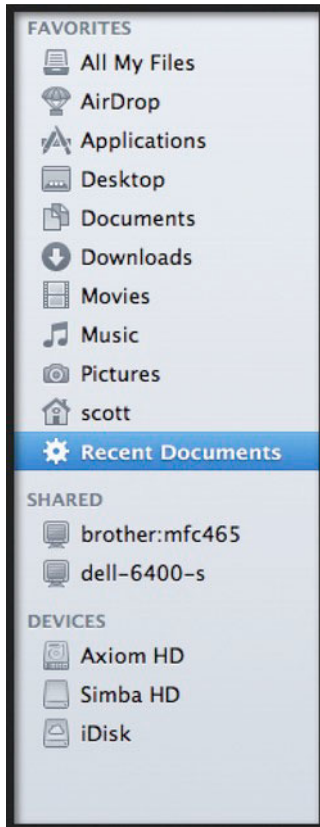 FAVORITES
All My Files
AirDrop
Applications
Desktop
Documents
Downloads
Movies
Music
Pictures
scott
Recent Documents
SHARED
brother:mfc465
dell-6400-s
DEVICES
Axiom HD
Simba HD
iDisk